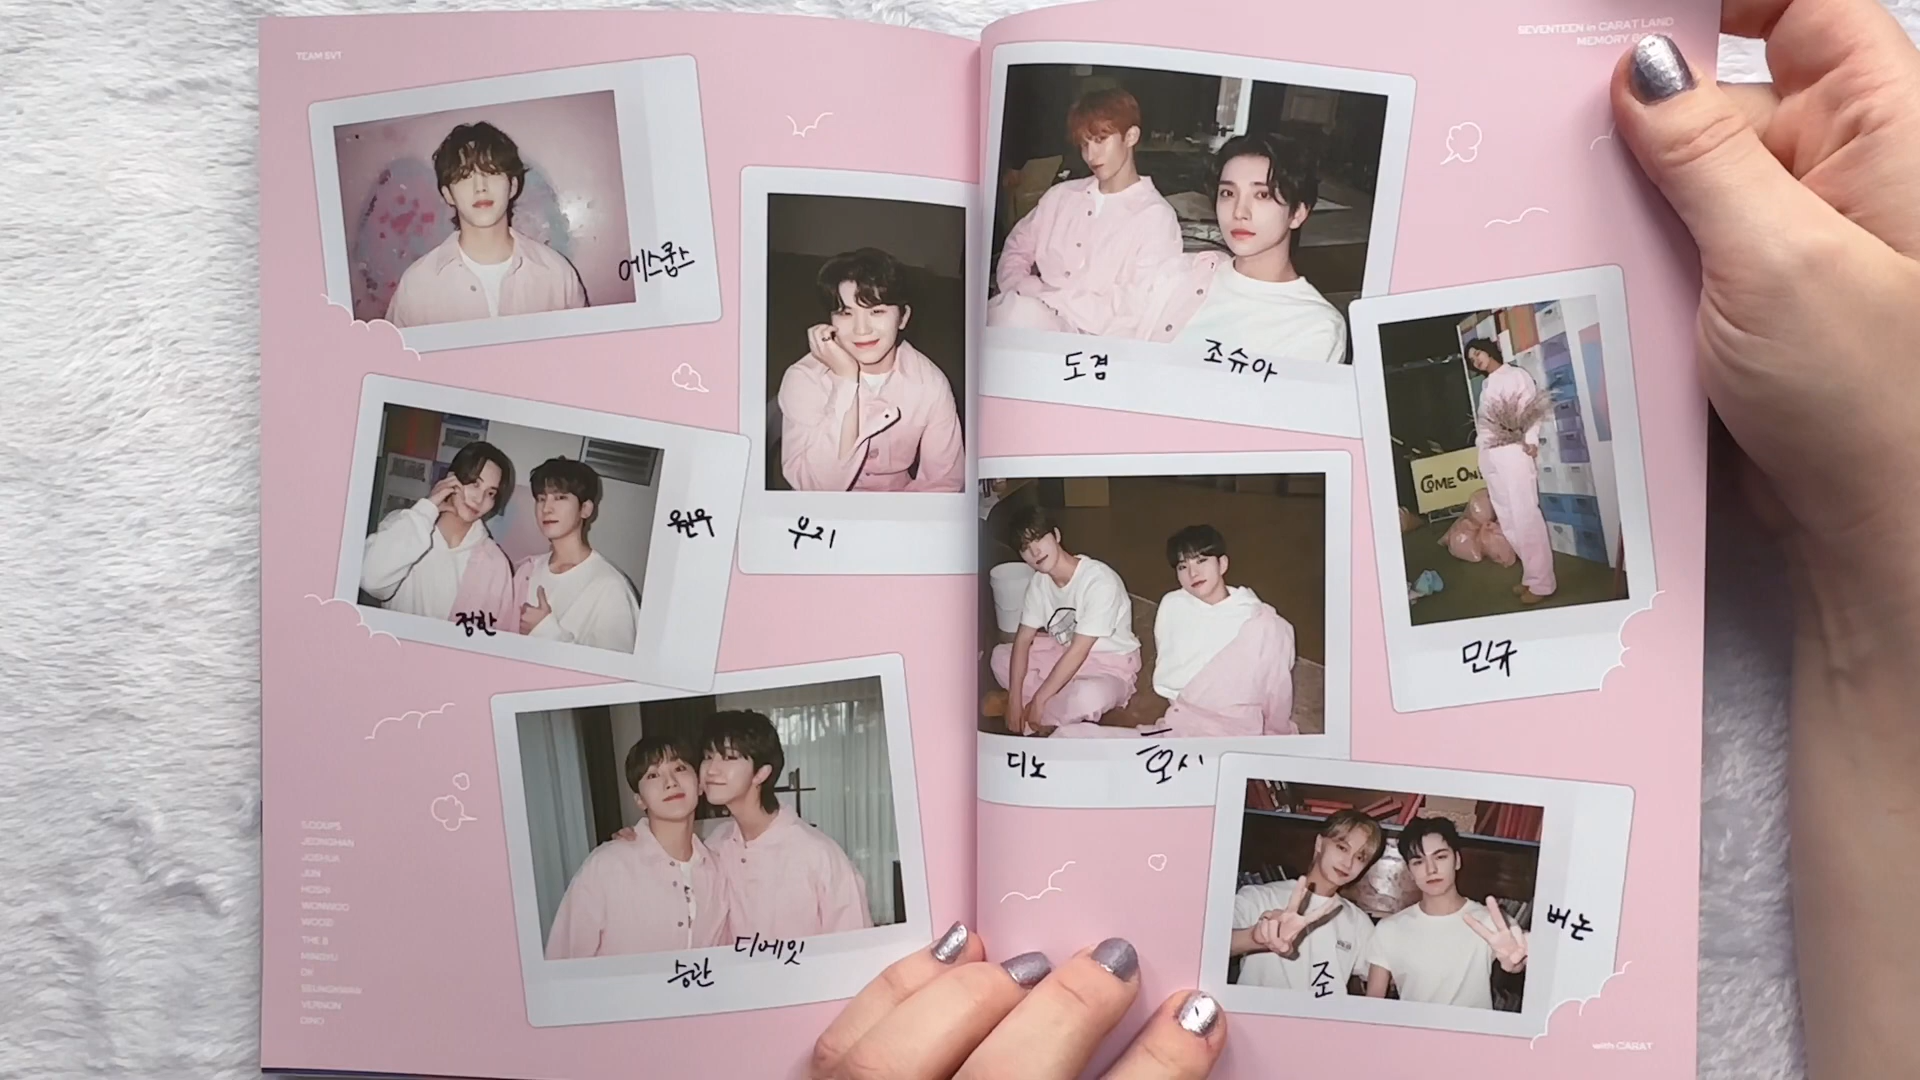 TEAM SVT
SEVENTEEN in CARAT LAND
MEMORY
에스쿱스
우지
도겸
조슈아
원우
정한
COME ON!
민규
디노
호시
디에잇
승관
버논
준
S.COUPS
JEONGHAN
JOSHUA
JUN
HOSHI
WONWOO
WOOZI
THE 8
MINGYU
DK
SEUNGKWAN
VERNON
DINO
with CARAT